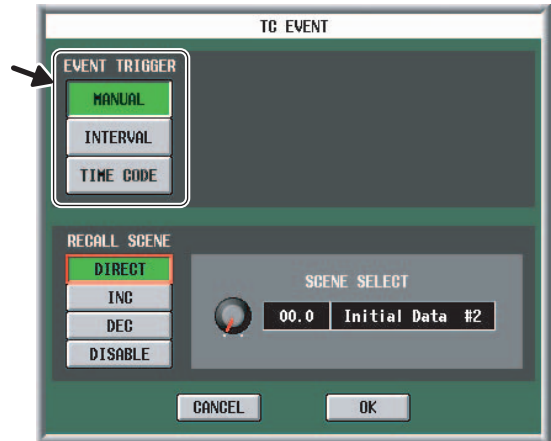 TC EVENT
EVENT TRIGGER
MANUAL
INTERVAL
TIME CODE
RECALL SCENE
DIRECT
INC
DEC
DISABLE
SCENE SELECT
00.0 Initial Data #2
CANCEL OK